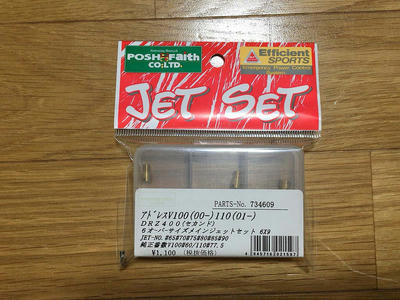 POSH Faith
CO.LTD.
Efficient
SPORTS
Emergency Power Control
JET SET
PARTS-No. 734609
ｱﾄﾞﾚｽV100(00-)110(01-)
DRZ400(セカンド)
6オーバーサイズメインジェットセット 6X9
JET-NO. #65#70#75#80#85#90
純正番数V100#60/110#77.5
¥1,100 (税抜価格)